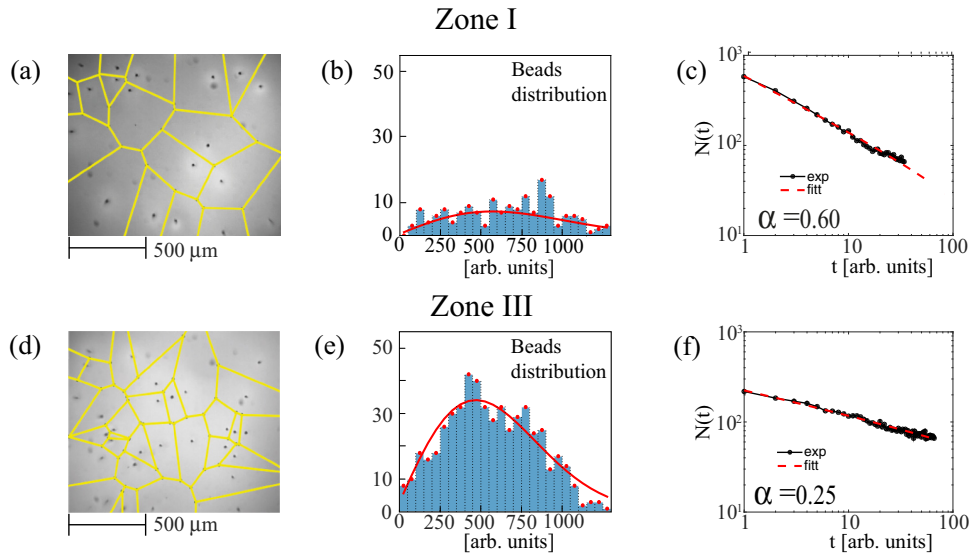 Zone I
(a)
500 μm
(b)
50
30
10
0
Beads
distribution
0 250 500 750 1000
[arb. units]
(c)
N(t)
10³
10²
10¹
exp
fitt
α=0.60
1 10 100
t [arb. units]
Zone III
(d)
500 μm
(e)
50
30
10
0
Beads
distribution
0 250 500 750 1000
[arb. units]
(f)
N(t)
10³
10²
10¹
exp
fitt
α=0.25
1 10 100
t [arb. units]